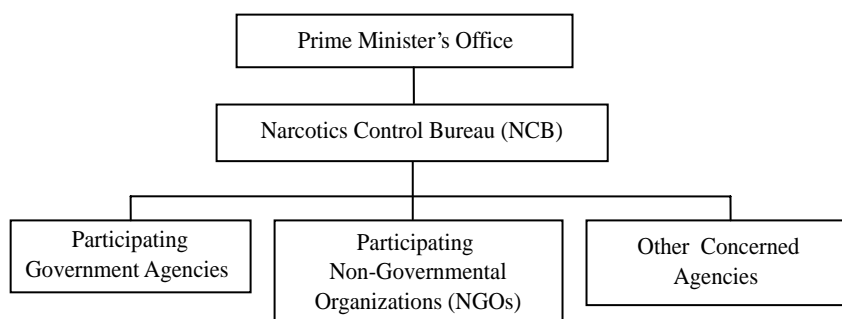 Prime Minister’s Office
Narcotics Control Bureau (NCB)
Participating
Government Agencies
Participating
Non-Governmental
Organizations (NGOs)
Other Concerned
Agencies